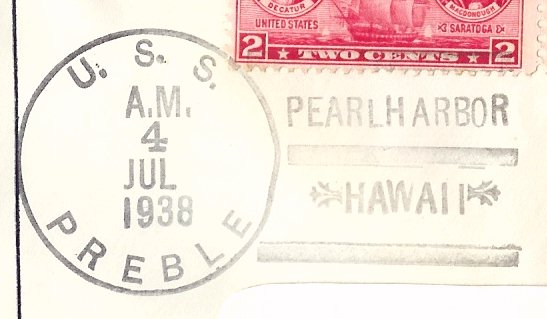 DECATUR
MACDONOUGH
UNITED STATES
SARATOGA
2 TWO CENTS 2
U. S. S.
A.M.
4
JUL
1938
PREBLE
PEARL HARBOR
HAWAII